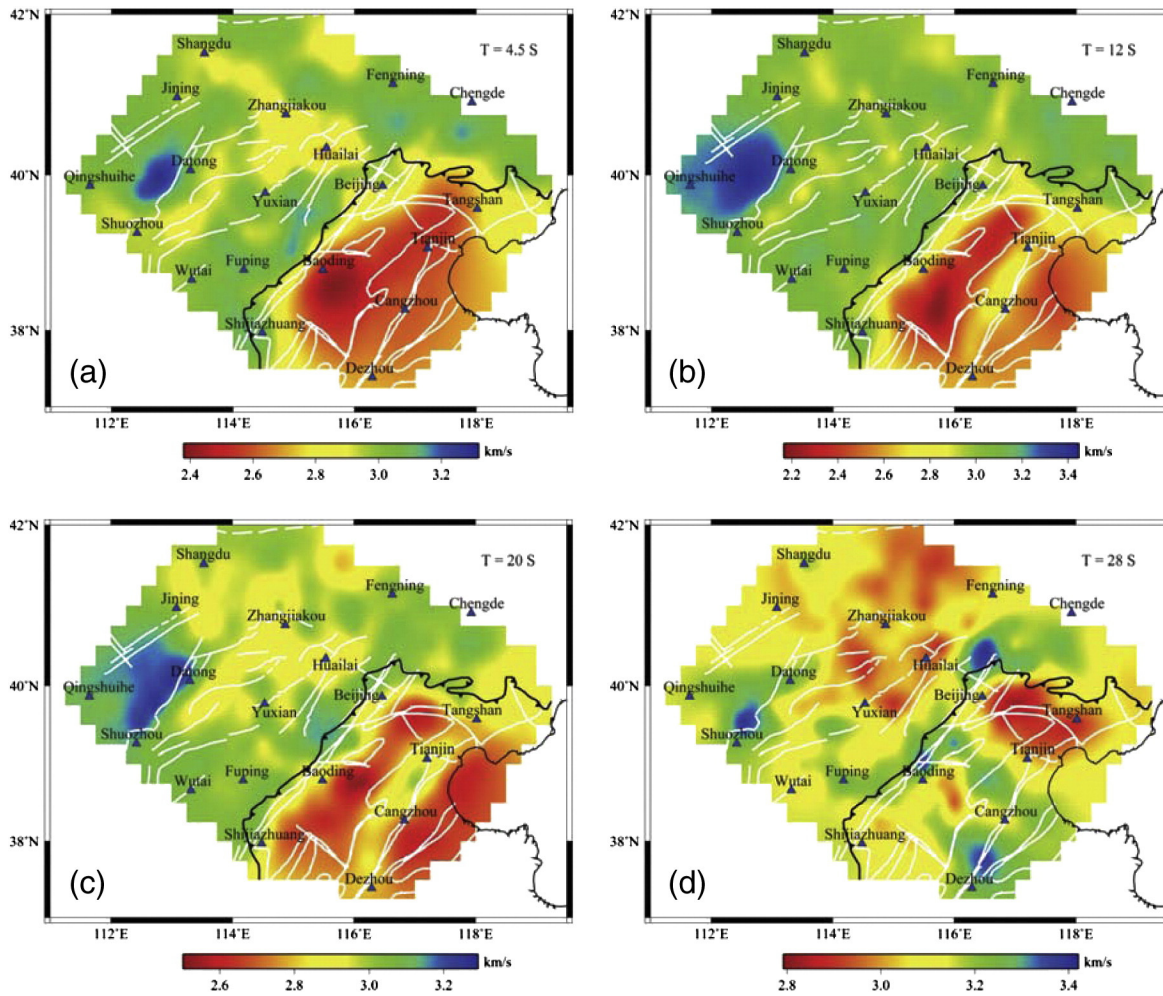 42°N
40°N
38°N
112°E
114°E
116°E
118°E
T = 4.5 S
Shangdu
Fengning
Jining
Chengde
Zhangjiakou
Huailai
Datong
Qingshuihe
Beijing
Yuxian
Tangshan
Shuozhou
Tianjin
Wutai
Fuping
Baoding
Cangzhou
Shijiazhuang
Dezhou
(a)
km/s
2.4 2.6 2.8 3.0 3.2
42°N
40°N
38°N
112°E
114°E
116°E
118°E
T = 12 S
Shangdu
Fengning
Jining
Chengde
Zhangjiakou
Huailai
Datong
Qingshuihe
Beijing
Yuxian
Tangshan
Shuozhou
Tianjin
Wutai
Fuping
Baoding
Cangzhou
Shijiazhuang
Dezhou
(b)
km/s
2.2 2.4 2.6 2.8 3.0 3.2 3.4
42°N
40°N
38°N
112°E
114°E
116°E
118°E
T = 20 S
Shangdu
Fengning
Jining
Chengde
Zhangjiakou
Huailai
Datong
Qingshuihe
Beijing
Yuxian
Tangshan
Shuozhou
Tianjin
Wutai
Fuping
Baoding
Cangzhou
Shijiazhuang
Dezhou
(c)
km/s
2.6 2.8 3.0 3.2
42°N
40°N
38°N
112°E
114°E
116°E
118°E
T = 28 S
Shangdu
Fengning
Jining
Chengde
Zhangjiakou
Huailai
Datong
Qingshuihe
Beijing
Yuxian
Tangshan
Shuozhou
Tianjin
Wutai
Fuping
Baoding
Cangzhou
Shijiazhuang
Dezhou
(d)
km/s
2.8 3.0 3.2 3.4